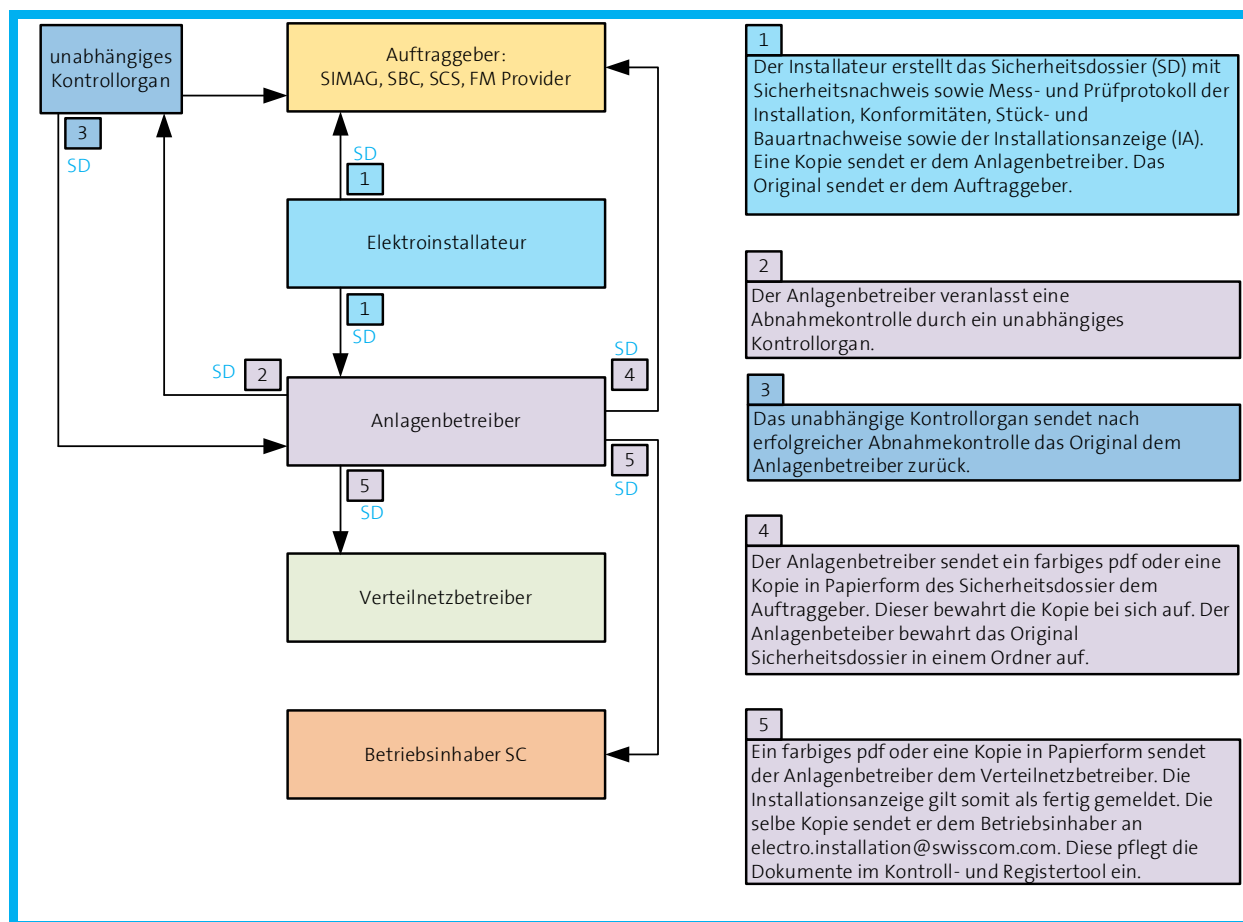 unabhängiges
Kontrollorgan
3
SD
Auftraggeber:
SIMAG, SBC, SCS, FM Provider
SD
1
Elektroinstallateur
1
SD
SD
2
SD
4
Anlagenbetreiber
5
SD
5
SD
Verteilnetzbetreiber
Betriebsinhaber SC
1
Der Installateur erstellt das Sicherheitsdossier (SD) mit
Sicherheitsnachweis sowie Mess- und Prüfprotokoll der
Installation, Konformitäten, Stück- und
Bauartnachweise sowie der Installationsanzeige (IA).
Eine Kopie sendet er dem Anlagenbetreiber. Das
Original sendet er dem Auftraggeber.
2
Der Anlagenbetreiber veranlasst eine
Abnahmekontrolle durch ein unabhängiges
Kontrollorgan.
3
Das unabhängige Kontrollorgan sendet nach
erfolgreicher Abnahmekontrolle das Original dem
Anlagenbetreiber zurück.
4
Der Anlagenbetreiber sendet ein farbiges pdf oder eine
Kopie in Papierform des Sicherheitsdossier dem
Auftraggeber. Dieser bewahrt die Kopie bei sich auf. Der
Anlagenbeteiber bewahrt das Original
Sicherheitsdossier in einem Ordner auf.
5
Ein farbiges pdf oder eine Kopie in Papierform sendet
der Anlagenbetreiber dem Verteilnetzbetreiber. Die
Installationsanzeige gilt somit als fertig gemeldet. Die
selbe Kopie sendet er dem Betriebsinhaber an
electro.installation@swisscom.com. Diese pflegt die
Dokumente im Kontroll- und Registertool ein.